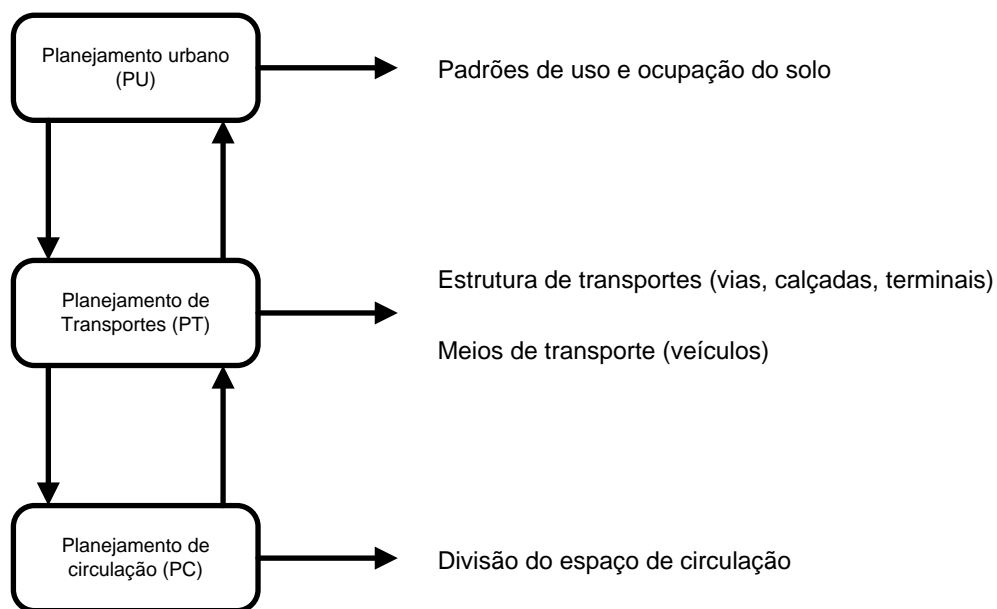 Planejamento urbano
(PU)
Padrões de uso e ocupação do solo
Planejamento de
Transportes (PT)
Estrutura de transportes (vias, calçadas, terminais)
Meios de transporte (veículos)
Planejamento de
circulação (PC)
Divisão do espaço de circulação